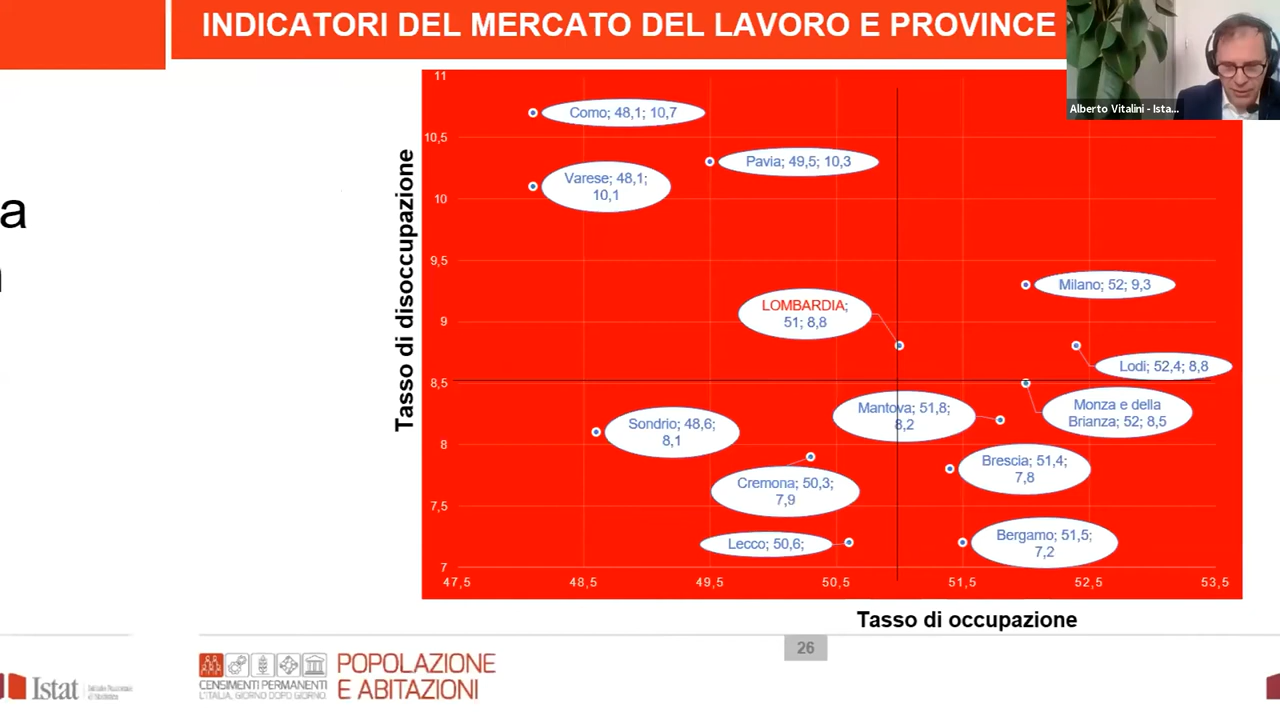 INDICATORI DEL MERCATO DEL LAVORO E PROVINCE
Alberto Vitalini - Ista...
a
Tasso di disoccupazione
11
10,5
10
9,5
9
8,5
8
7,5
7
Como; 48,1; 10,7
Pavia; 49,5; 10,3
Varese; 48,1;
10,1
Milano; 52; 9,3
LOMBARDIA;
51; 8,8
Lodi; 52,4; 8,8
Monza e della
Brianza; 52; 8,5
Mantova; 51,8;
8,2
Sondrio; 48,6;
8,1
Brescia; 51,4;
7,8
Cremona; 50,3;
7,9
Lecco; 50,6;
Bergamo; 51,5;
7,2
47,5
48,5
49,5
50,5
51,5
52,5
53,5
Tasso di occupazione
26
Istat
CENSIMENTI PERMANENTI
L'ITALIA, GIORNO DOPO GIORNO
POPOLAZIONE
E ABITAZIONI